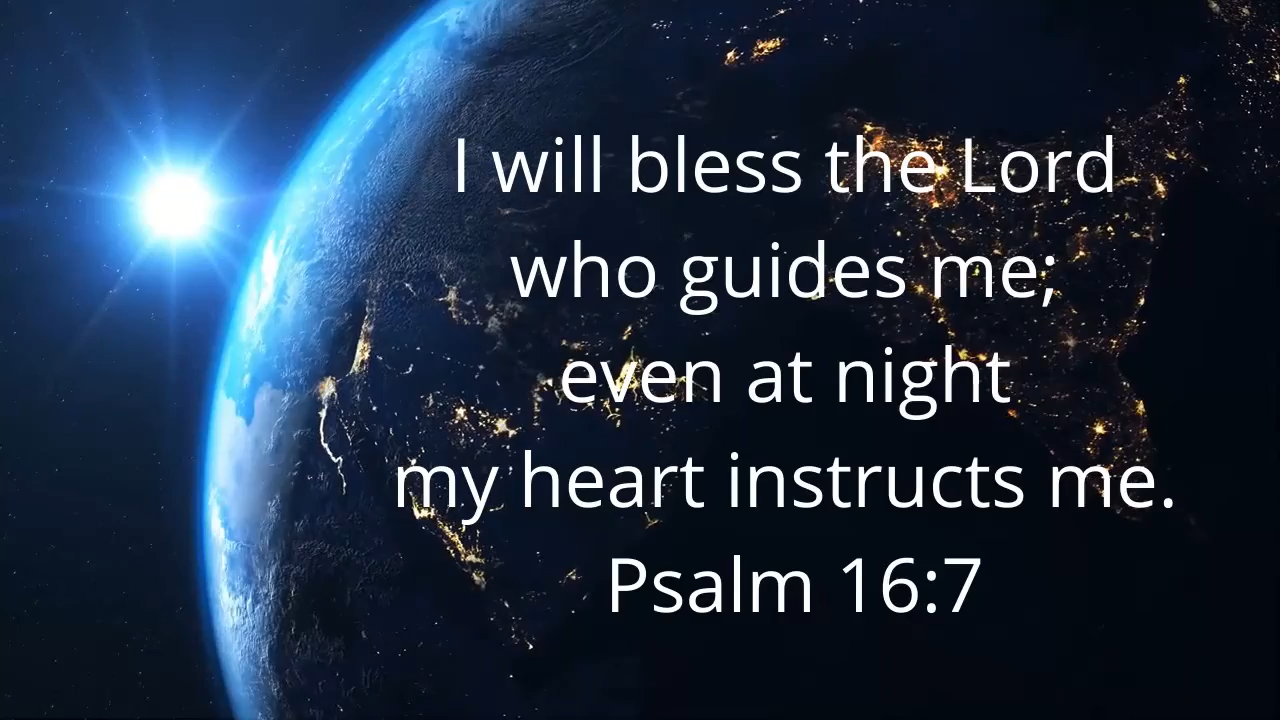 I will bless the Lord
who guides me;
even at night
my heart instructs me.
Psalm 16:7